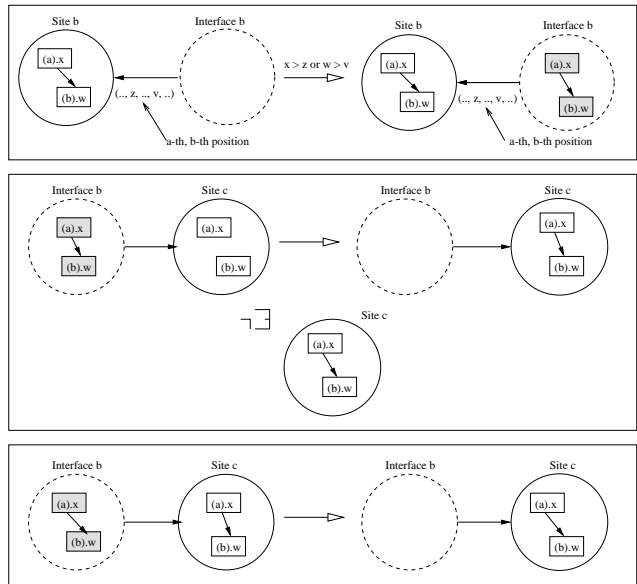 Site b
Interface b
Site b
Interface b
(a).x
(b).w
(.., z, .., v, ..)
a-th, b-th position
x > z or w > v
(a).x
(b).w
(.., z, .., v, ..)
a-th, b-th position
(a).x
(b).w
Interface b
Site c
Interface b
Site c
(a).x
(b).w
(a).x
(b).w
(a).x
(b).w
¬∃
Site c
(a).x
(b).w
Interface b
Site c
Interface b
Site c
(a).x
(b).w
(a).x
(b).w
(a).x
(b).w